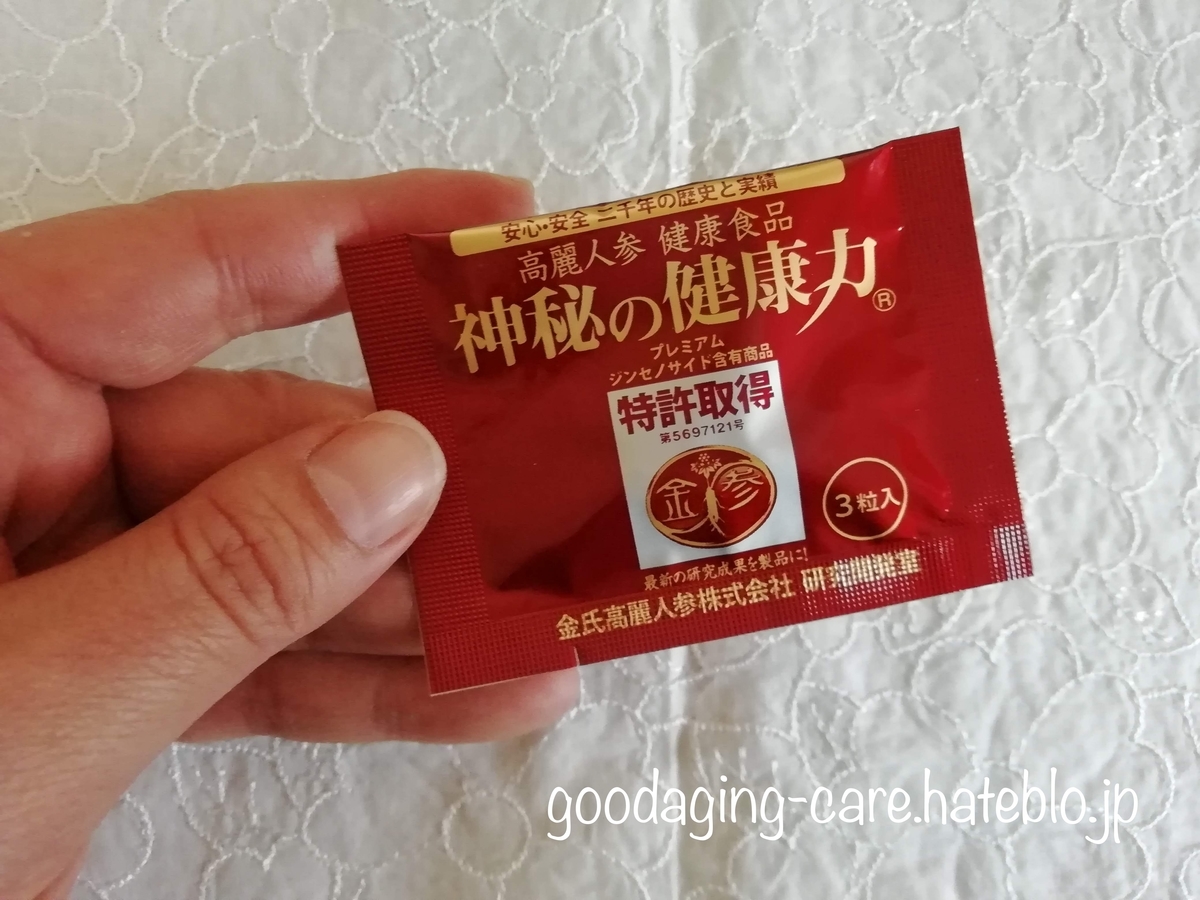 安心・安全 三千年の歴史と実績
高麗人参 健康食品
神秘の健康力®
プレミアム
ジンセノサイド含有商品
特許取得
第5697121号
金 参
3粒入
最新の研究成果を製品に!
金氏高麗人参株式会社 研究開発室
goodaging-care.hateblo.jp